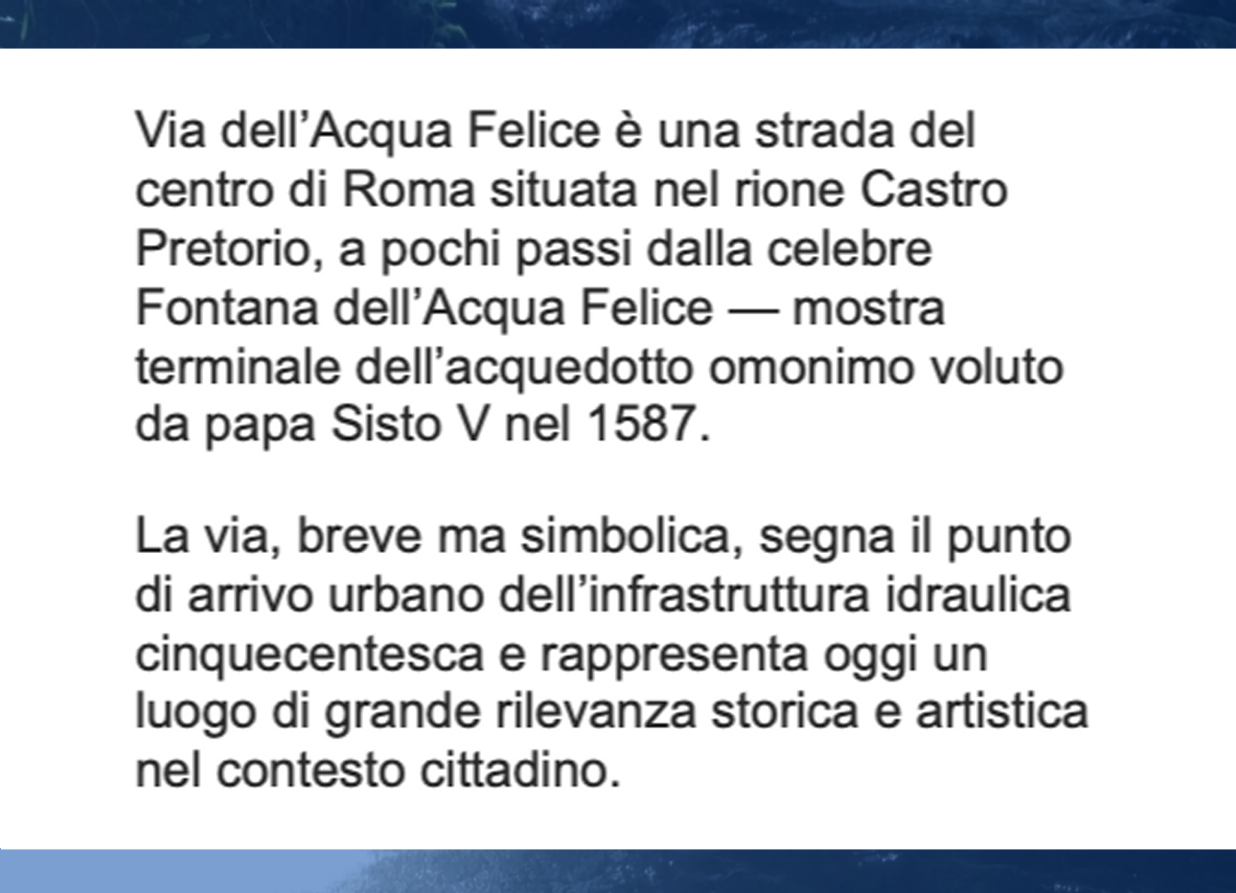 Via dell’Acqua Felice è una strada del
centro di Roma situata nel rione Castro
Pretorio, a pochi passi dalla celebre
Fontana dell’Acqua Felice — mostra
terminale dell’acquedotto omonimo voluto
da papa Sisto V nel 1587.
La via, breve ma simbolica, segna il punto
di arrivo urbano dell’infrastruttura idraulica
cinquecentesca e rappresenta oggi un
luogo di grande rilevanza storica e artistica
nel contesto cittadino.